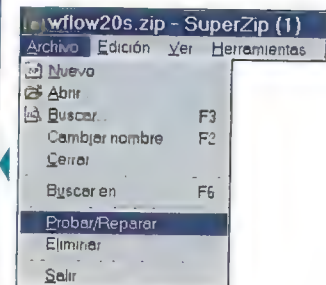 wflow20s.zip - SuperZip (1)
Archivo Edición Ver Herramientas
Nuevo
Abrir
Buscar... F3
Cambiar nombre F2
Cerrar
Buscar en F6
Probar/Reparar
Eliminar
Salir